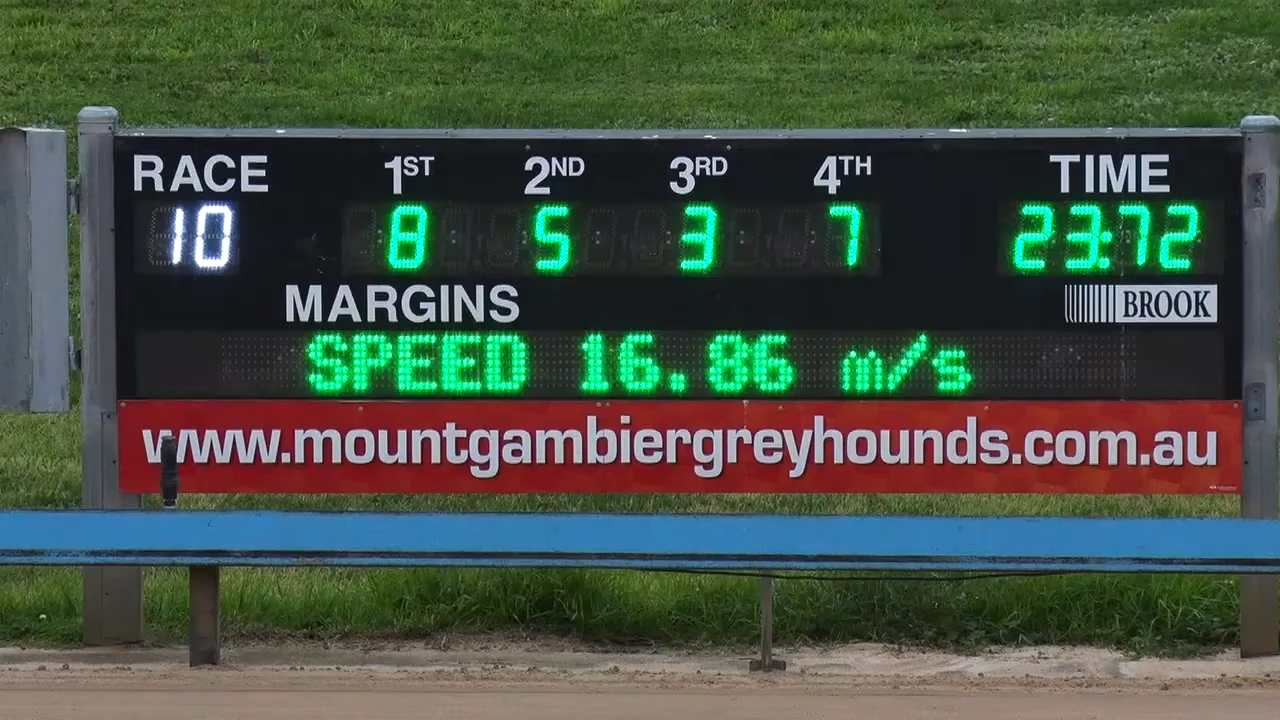 RACE 1ST 2ND 3RD 4TH TIME
10 8 5 3 7 23:72
MARGINS BROOK
SPEED 16.86 m/s
www.mountgambiergreyhounds.com.au